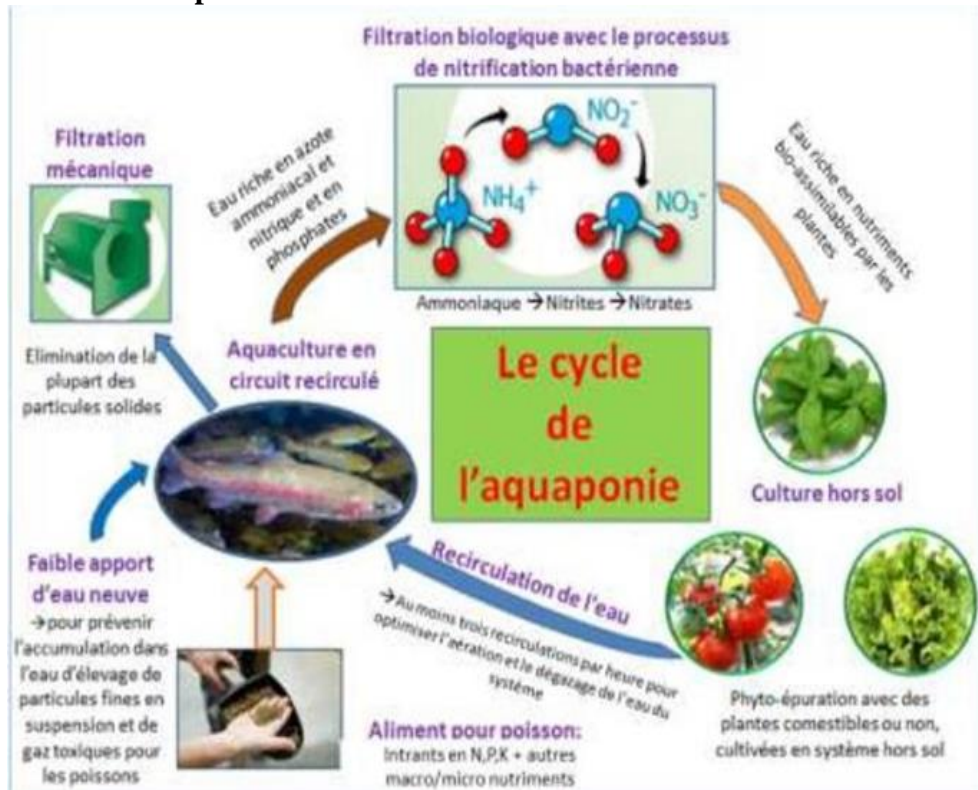 Filtration biologique avec le processus
de nitrification bactérienne
NO₂⁻
NH₄⁺
NO₃⁻
Ammoniaque → Nitrites → Nitrates
Filtration
mécanique
Elimination de la
plupart des
particules solides
Eau riche en azote
ammoniacal et
nitrique et en
phosphates
Eau riche en nutriments
bio-assimilables par les
plantes
Aquaculture en
circuit recirculé
Le cycle
de
l'aquaponie
Culture hors sol
Faible apport
d'eau neuve
→pour prévenir
l'accumulation dans
l'eau d'élevage de
particules fines en
suspension et de
gaz toxiques pour
les poissons
Recirculation de l'eau
→Au moins trois recirculations par heure pour
optimiser l'aération et le dégazage de l'eau du
système
Aliment pour poisson:
Intrants en N,P,K + autres
macro/micro nutriments
Phyto-épuration avec des
plantes comestibles ou non,
cultivées en système hors sol